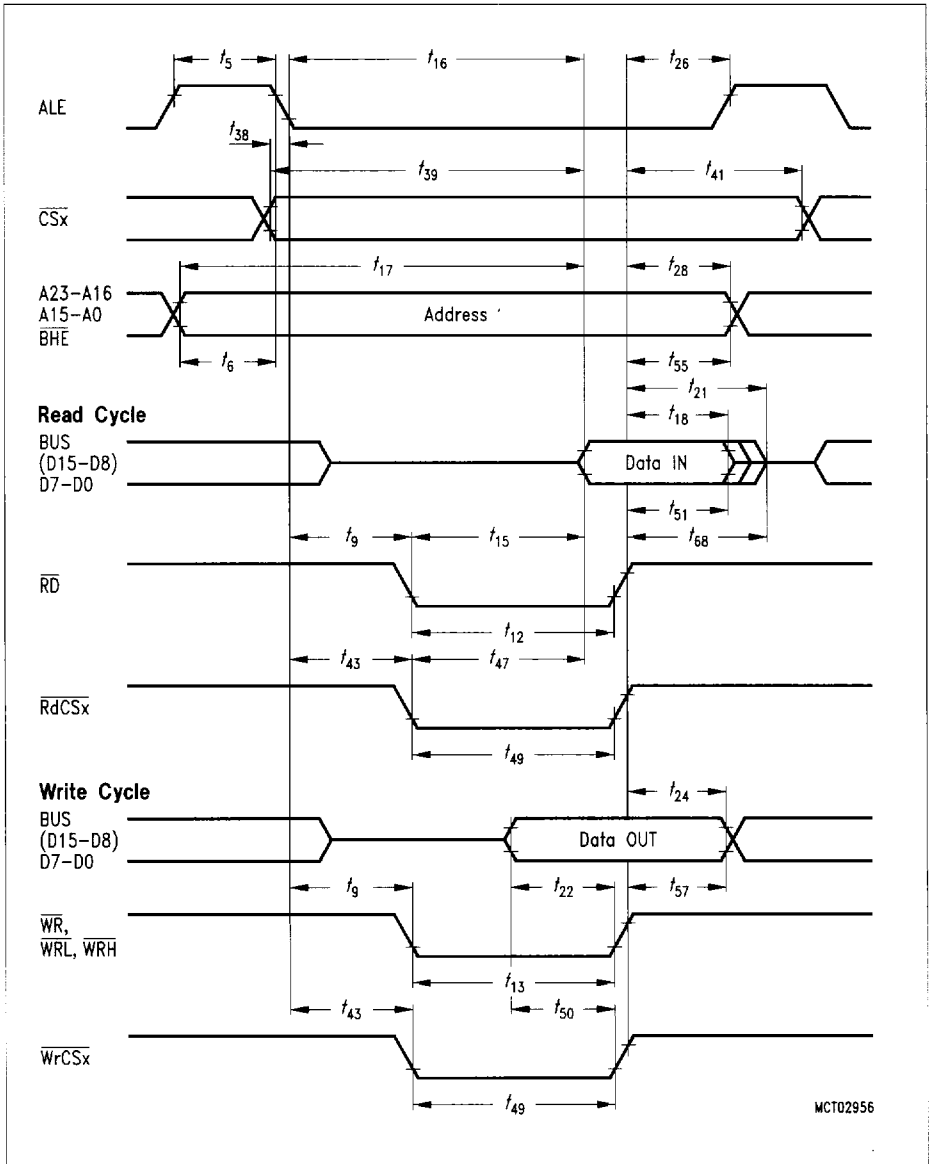 t5
t16
t26
ALE
t38
t39
t41
CSx
t17
t28
A23-A16
A15-A0
BHE
Address
t6
t55
t21
Read Cycle
t18
BUS
(D15-D8)
D7-D0
Data IN
t51
t9
t15
t68
RD
t12
t43
t47
RdCSx
t49
Write Cycle
t24
BUS
(D15-D8)
D7-D0
Data OUT
t9
t22
t57
WR,
WRL, WRH
t13
t43
t50
WrCSx
t49
MCT02956